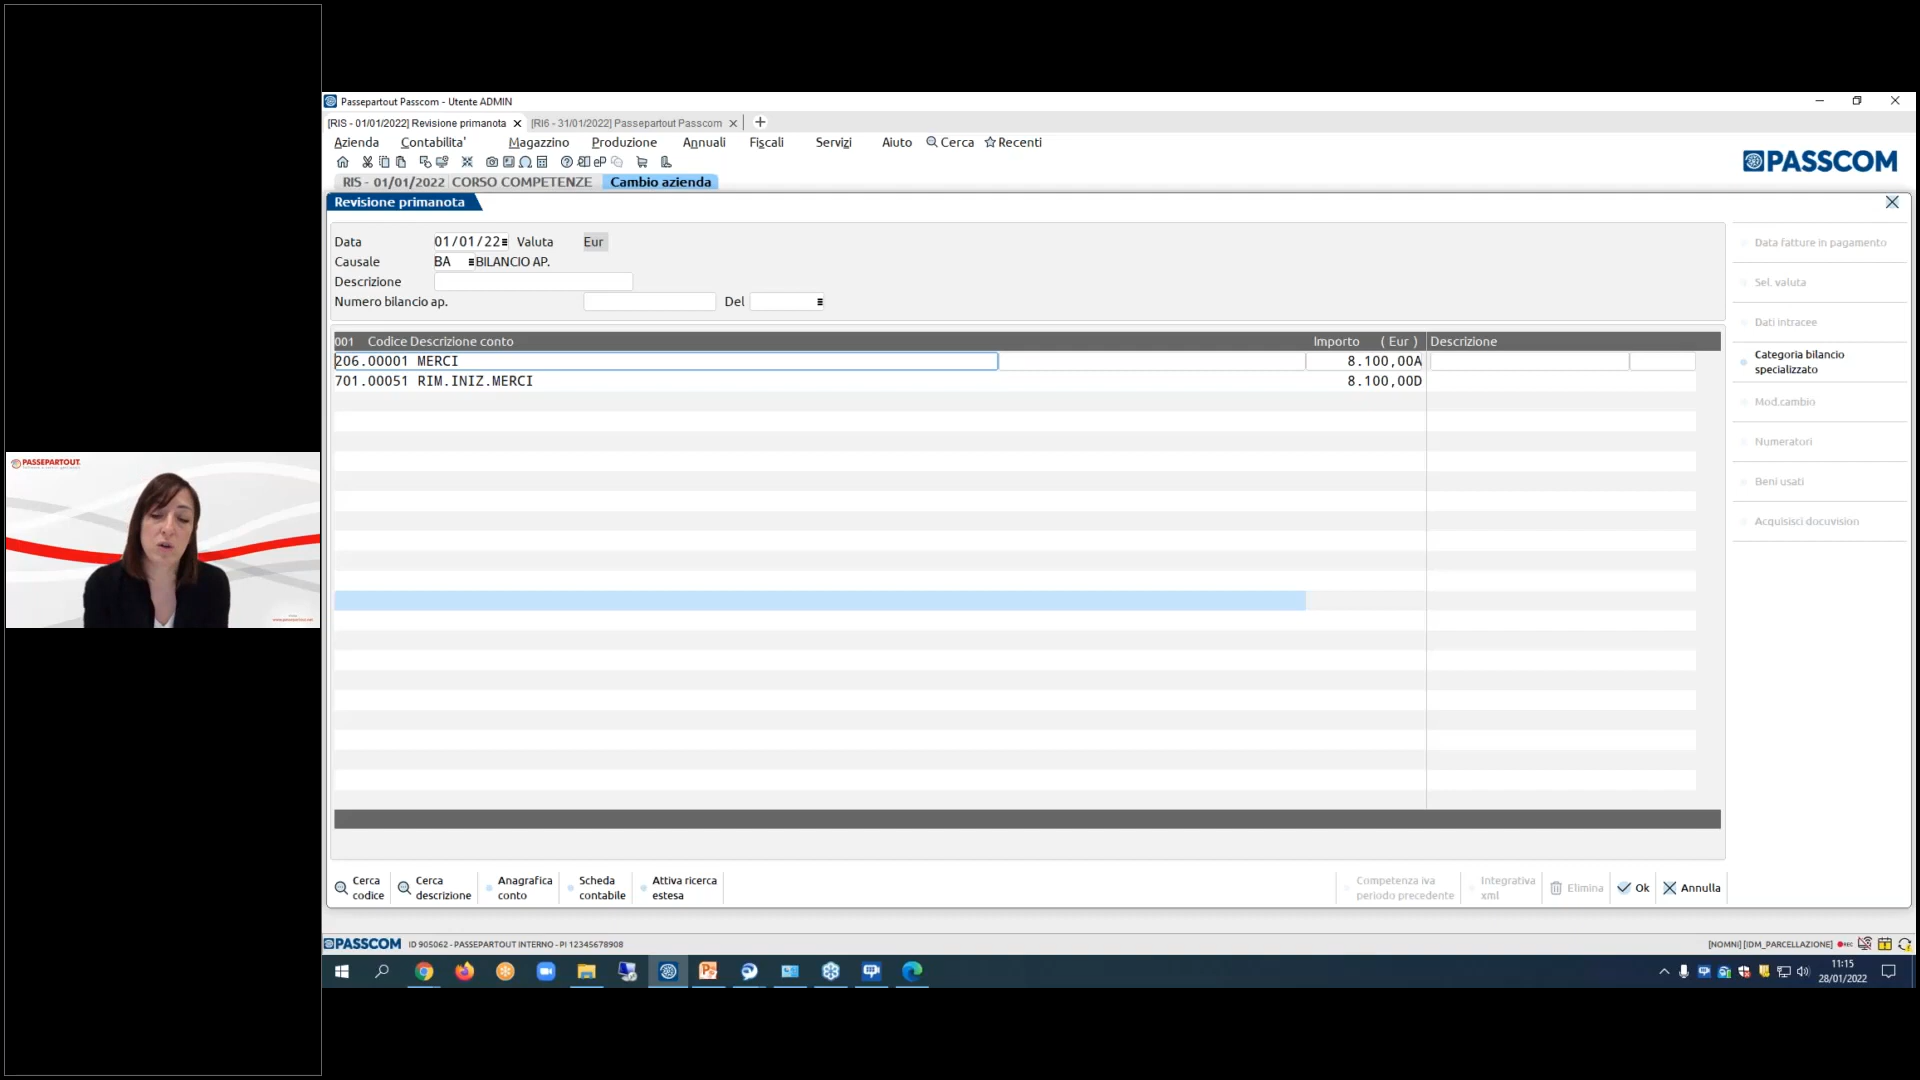 PASSEPARTOUT
Passepartout Passcom - Utente ADMIN
[RIS - 01/01/2022] Revisione primanota
[RI6 - 31/01/2022] Passepartout Passcom
Azienda Contabilita' Magazzino Produzione Annuali Fiscali Servizi Aiuto Cerca Recenti
PASSCOM
RIS - 01/01/2022 CORSO COMPETENZE Cambio azienda
Revisione primanota
Data 01/01/22 Valuta Eur
Causale BA BILANCIO AP.
Descrizione
Numero bilancio ap. Del
001 Codice Descrizione conto Importo ( Eur ) Descrizione
206.00001 MERCI 8.100,00A
701.00051 RIM.INIZ.MERCI 8.100,00D
Data fatture in pagamento
Sel. valuta
Dati intracee
Categoria bilancio
specializzato
Mod.cambio
Numeratori
Beni usati
Acquisisci docuvision
Cerca
codice
Cerca
descrizione
Anagrafica
conto
Scheda
contabile
Attiva ricerca
estesa
Competenza iva
periodo precedente
Integrativa
xml
Elimina
Ok
Annulla
PASSCOM ID 905062 - PASSEPARTOUT INTERNO - PI 12345678908
[NOMNI] [IDM_PARCELLAZIONE]
11:15
28/01/2022